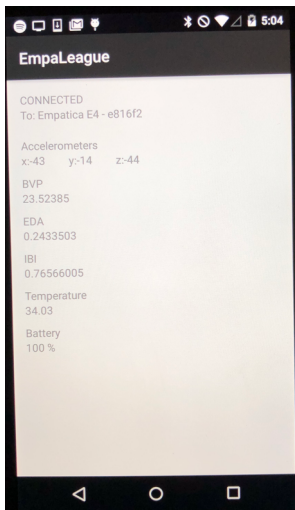 5:04
EmpaLeague
CONNECTED
To: Empatica E4 - e816f2
Accelerometers
x:-43 y:-14 z:-44
BVP
23.52385
EDA
0.2433503
IBI
0.76566005
Temperature
34.03
Battery
100 %